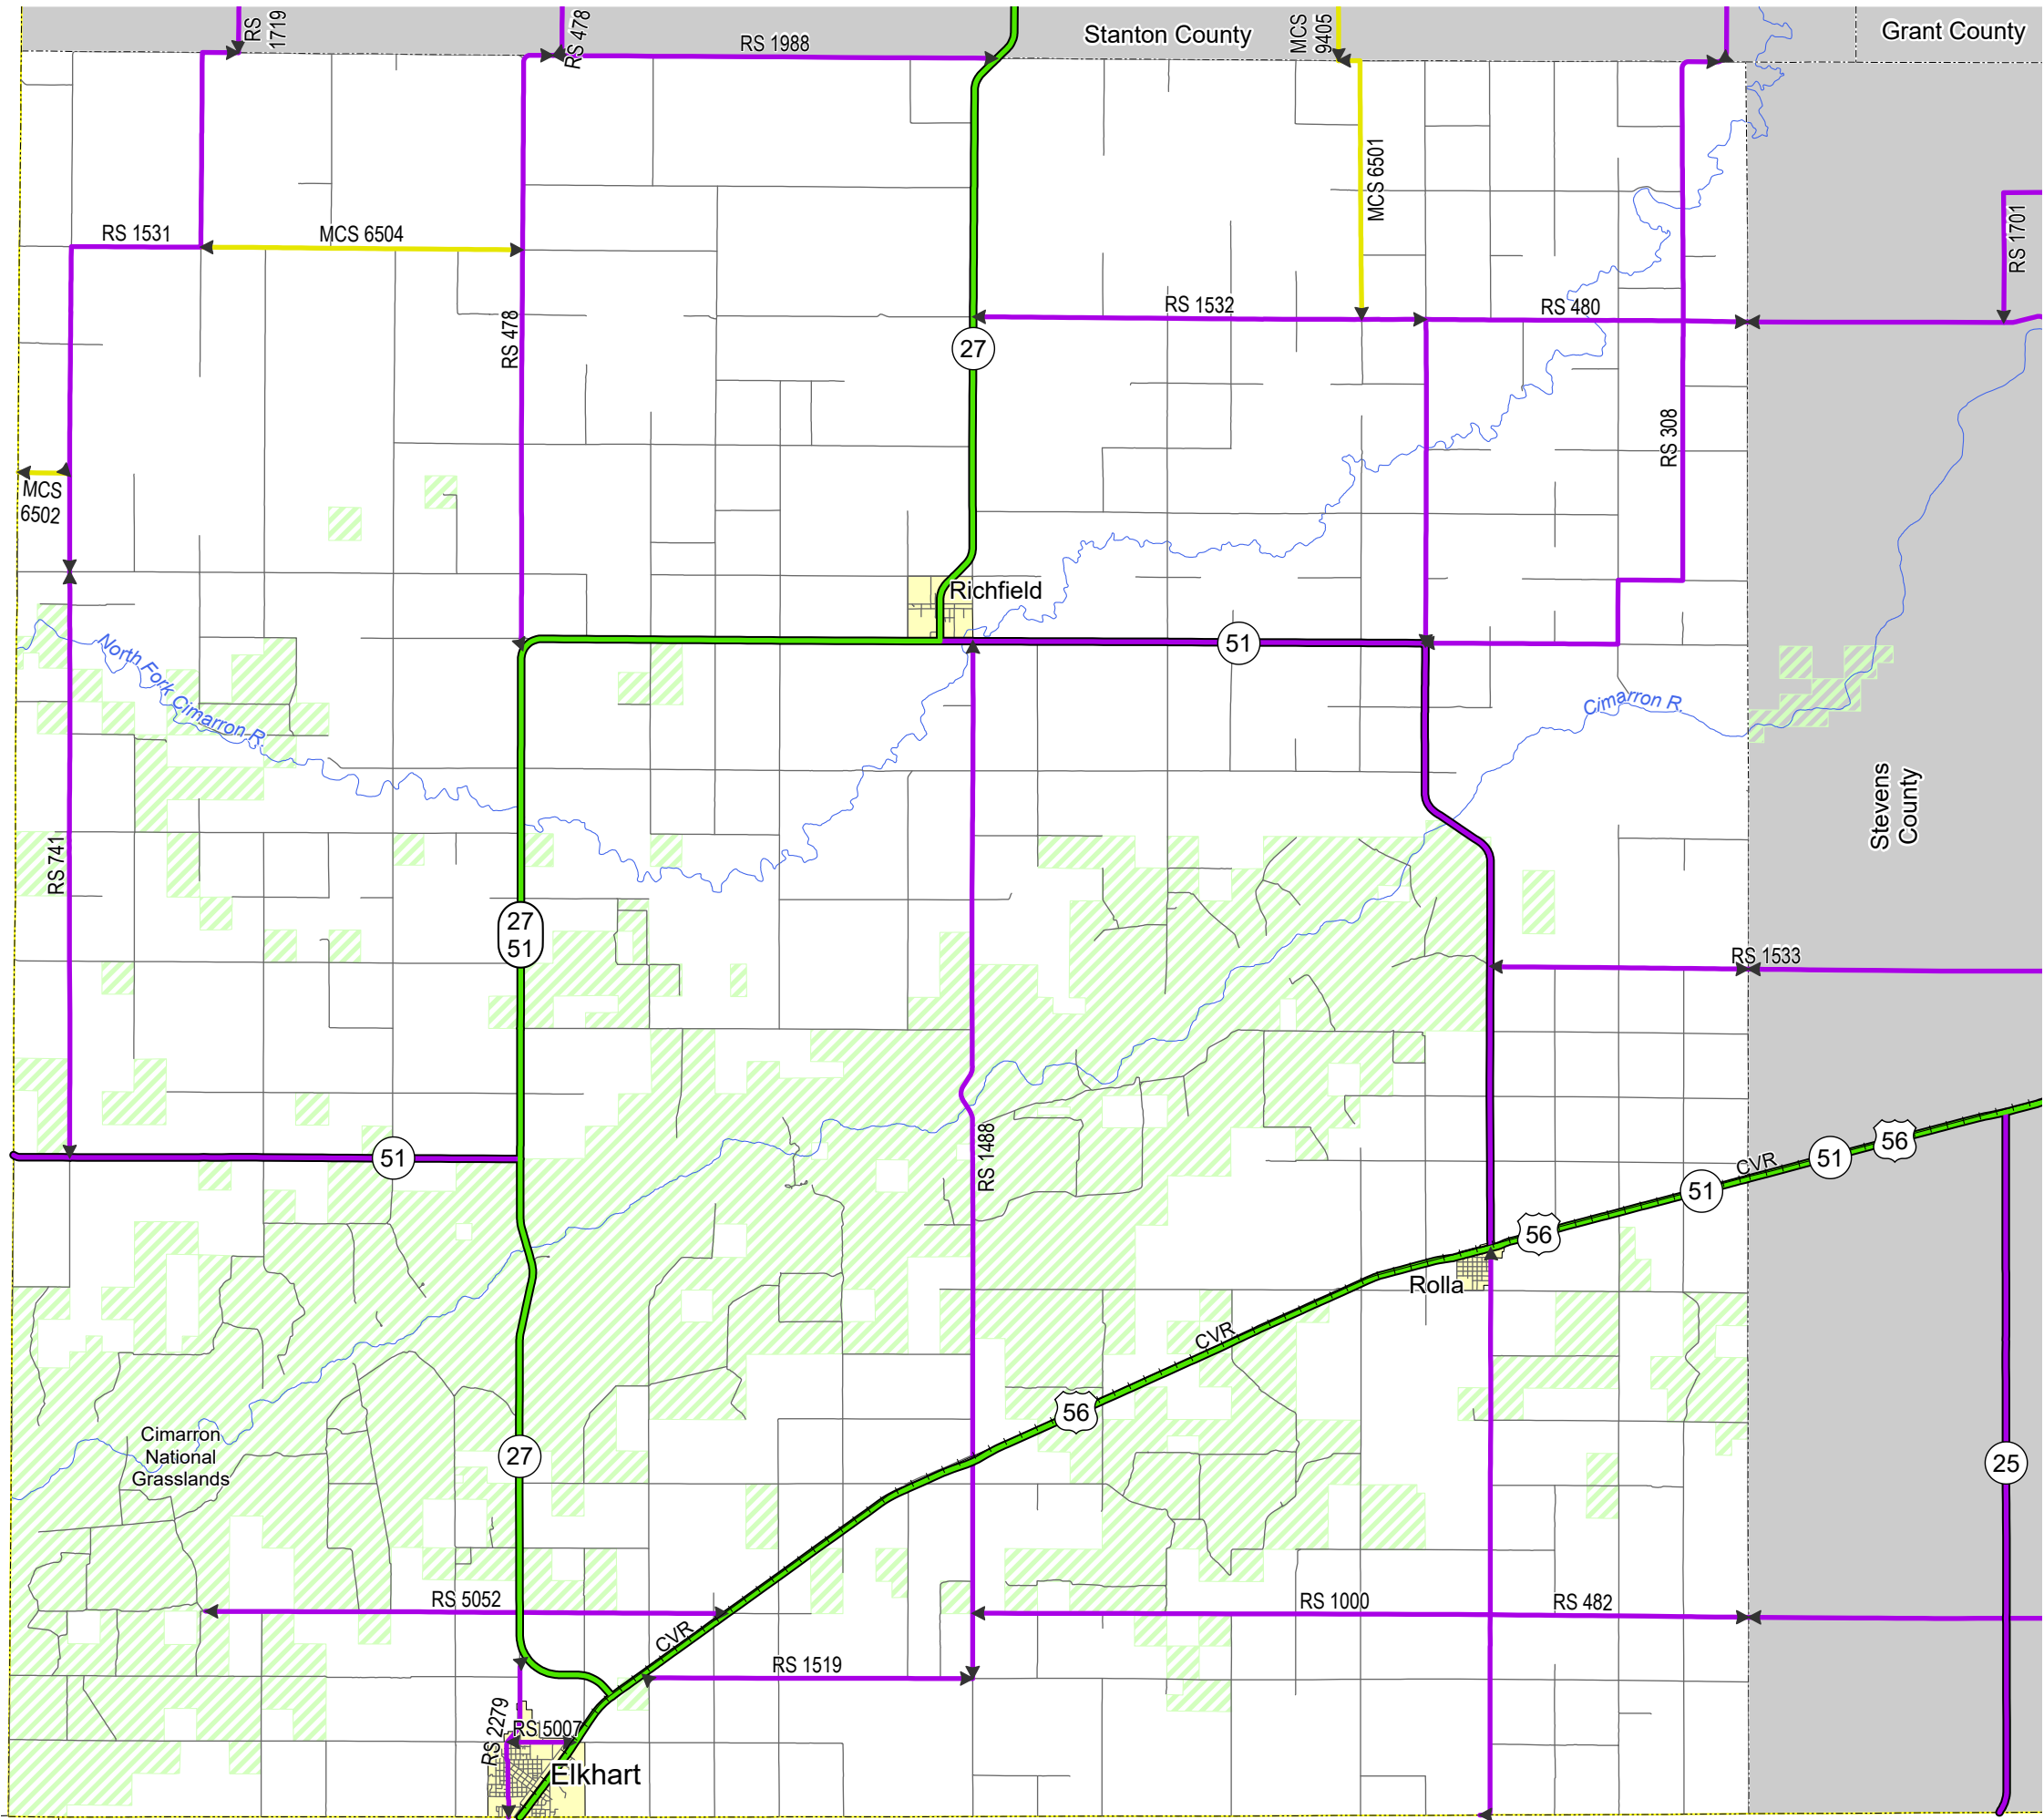 RS
1719
RS 478
RS 1988
Stanton County
MCS
9405
Grant County
MCS 6501
RS 1531
MCS 6504
RS 1701
RS 1532
RS 480
RS 478
27
RS 308
MCS
6502
Richfield
51
North Fork Cimarron R.
Cimarron R.
Stevens
County
RS 741
27
51
RS 1533
51
RS 1488
56
51
CVR
51
56
Rolla
CVR
56
Cimarron
National
Grasslands
27
25
RS 5052
RS 1000
RS 482
CVR
RS 1519
RS 2279
RS 5007
Elkhart